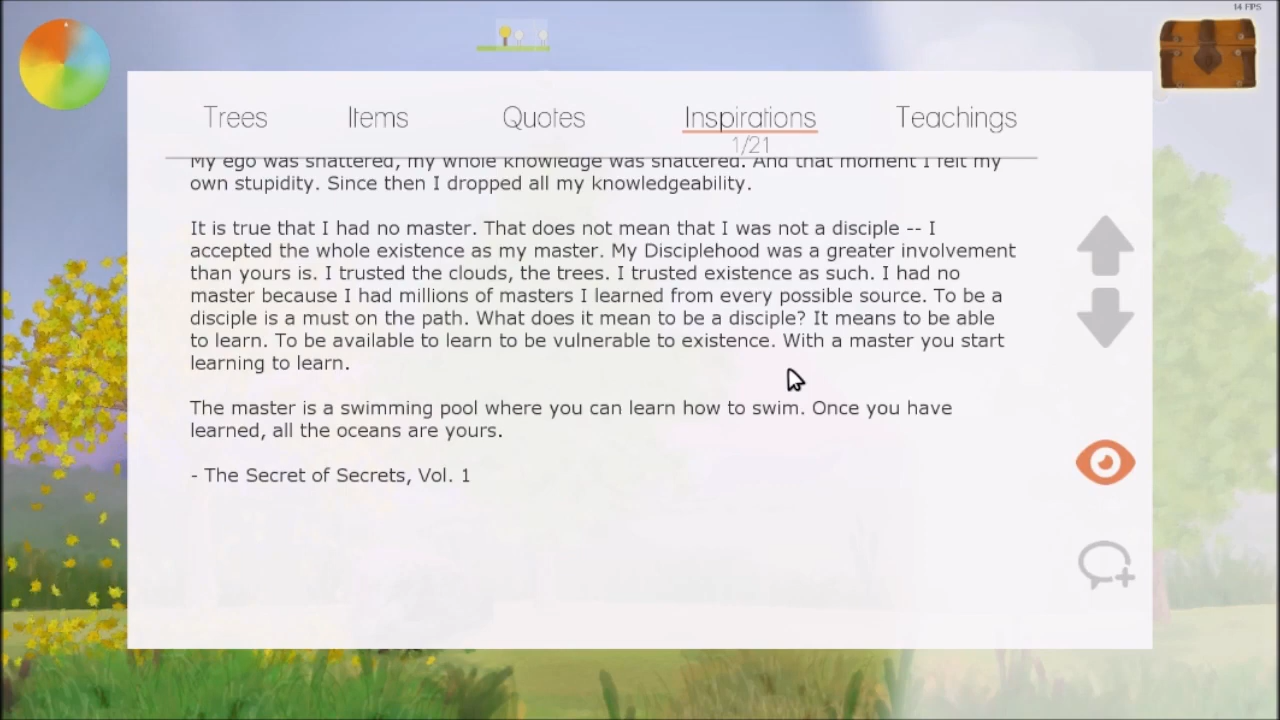 14 FPS
Trees Items Quotes Inspirations Teachings
1/21
My ego was shattered, my whole knowledge was shattered. And that moment I felt my
own stupidity. Since then I dropped all my knowledgeability.
It is true that I had no master. That does not mean that I was not a disciple -- I
accepted the whole existence as my master. My Disciplehood was a greater involvement
than yours is. I trusted the clouds, the trees. I trusted existence as such. I had no
master because I had millions of masters I learned from every possible source. To be a
disciple is a must on the path. What does it mean to be a disciple? It means to be able
to learn. To be available to learn to be vulnerable to existence. With a master you start
learning to learn.
The master is a swimming pool where you can learn how to swim. Once you have
learned, all the oceans are yours.
- The Secret of Secrets, Vol. 1